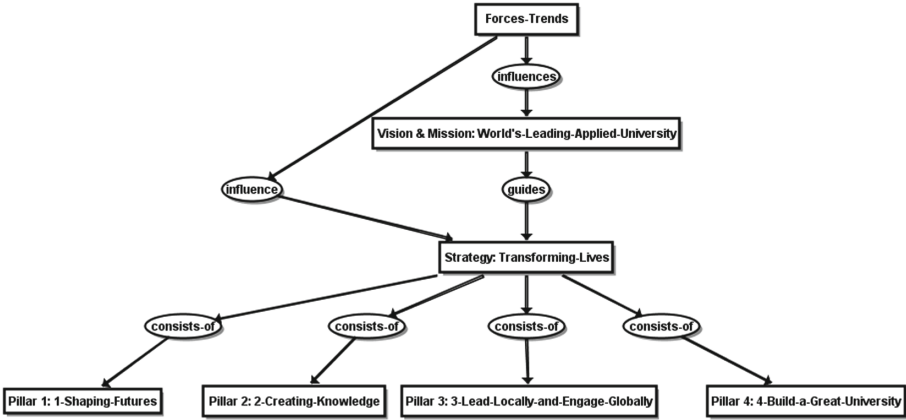 Forces-Trends
influences
Vision & Mission: World's-Leading-Applied-University
influence
guides
Strategy: Transforming-Lives
consists-of
consists-of
consists-of
consists-of
Pillar 1: 1-Shaping-Futures
Pillar 2: 2-Creating-Knowledge
Pillar 3: 3-Lead-Locally-and-Engage-Globally
Pillar 4: 4-Build-a-Great-University